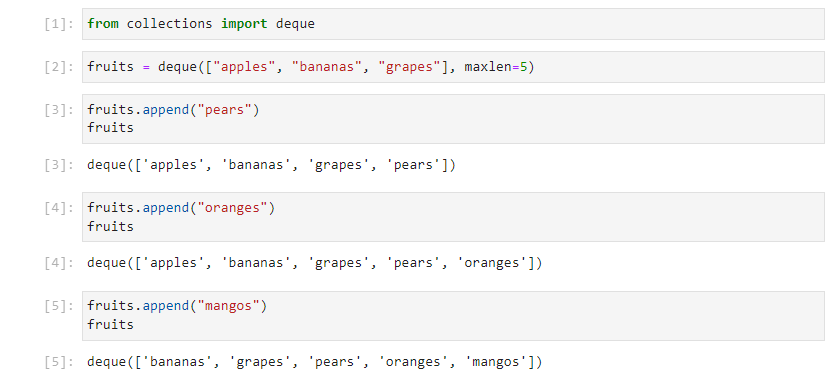 [1]: from collections import deque
[2]: fruits = deque(["apples", "bananas", "grapes"], maxlen=5)
[3]: fruits.append("pears")
fruits
[3]: deque(['apples', 'bananas', 'grapes', 'pears'])
[4]: fruits.append("oranges")
fruits
[4]: deque(['apples', 'bananas', 'grapes', 'pears', 'oranges'])
[5]: fruits.append("mangos")
fruits
[5]: deque(['bananas', 'grapes', 'pears', 'oranges', 'mangos'])